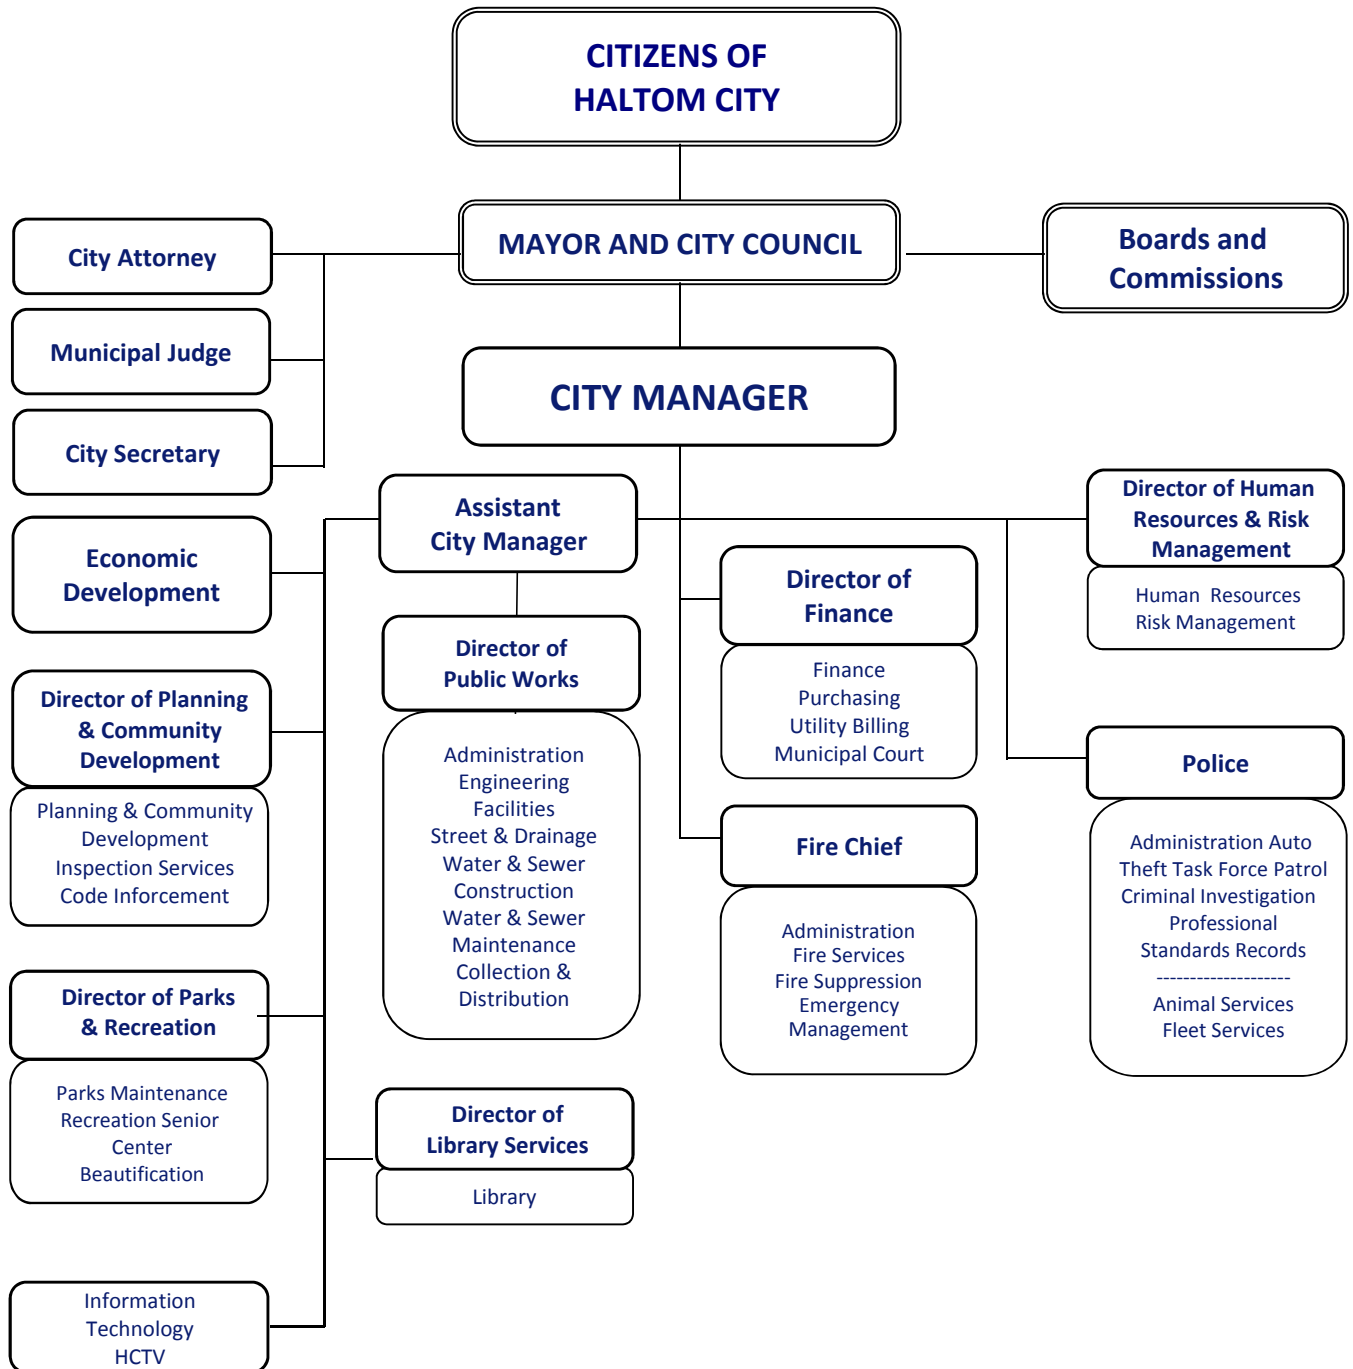 CITIZENS OF
HALTOM CITY
MAYOR AND CITY COUNCIL
Boards and
Commissions
City Attorney
Municipal Judge
City Secretary
CITY MANAGER
Assistant
City Manager
Economic
Development
Director of Planning
& Community
Development
Planning & Community
Development
Inspection Services
Code Inforcement
Director of Parks
& Recreation
Parks Maintenance
Recreation Senior
Center
Beautification
Information
Technology
HCTV
Director of
Public Works
Administration
Engineering
Facilities
Street & Drainage
Water & Sewer
Construction
Water & Sewer
Maintenance
Collection &
Distribution
Director of
Library Services
Library
Director of
Finance
Finance
Purchasing
Utility Billing
Municipal Court
Fire Chief
Administration
Fire Services
Fire Suppression
Emergency
Management
Director of Human
Resources & Risk
Management
Human Resources
Risk Management
Police
Administration Auto
Theft Task Force Patrol
Criminal Investigation
Professional
Standards Records
--------------------
Animal Services
Fleet Services